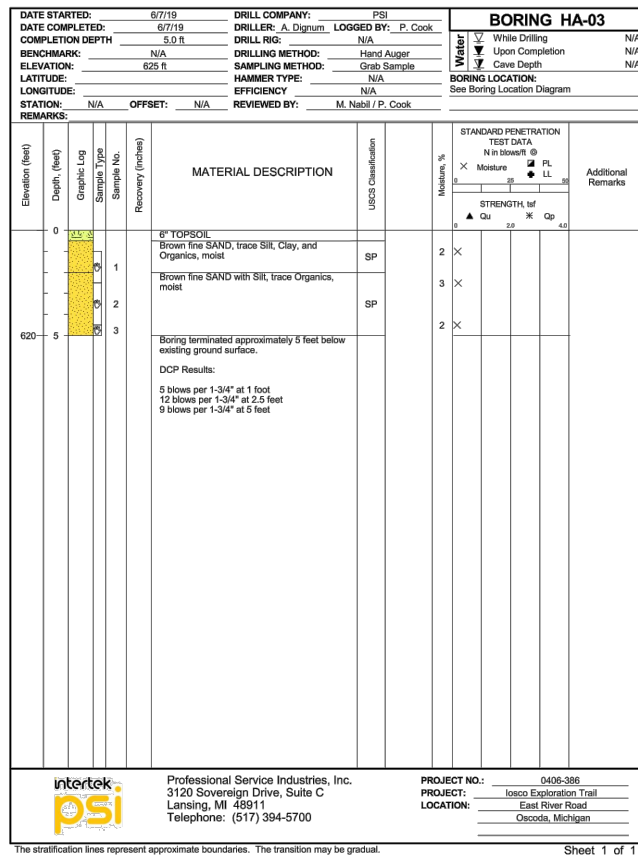 DATE STARTED: 6/7/19
DATE COMPLETED: 6/7/19
COMPLETION DEPTH 5.0 ft
BENCHMARK: N/A
ELEVATION: 625 ft
LATITUDE:
LONGITUDE:
STATION: N/A OFFSET: N/A
REMARKS:
DRILL COMPANY: PSI
DRILLER: A. Dignum LOGGED BY: P. Cook
DRILL RIG: N/A
DRILLING METHOD: Hand Auger
SAMPLING METHOD: Grab Sample
HAMMER TYPE: N/A
EFFICIENCY N/A
REVIEWED BY: M. Nabil / P. Cook
BORING HA-03
Water
While Drilling N/A
Upon Completion N/A
Cave Depth N/A
BORING LOCATION:
See Boring Location Diagram
Elevation (feet)
Depth, (feet)
Graphic Log
Sample Type
Sample No.
Recovery (inches)
MATERIAL DESCRIPTION
USCS Classification
Moisture, %
STANDARD PENETRATION
TEST DATA
N in blows/ft ◎
× Moisture PL
LL
0 25 50
STRENGTH, tsf
▲ Qu ✳ Qp
0 2.0 4.0
Additional
Remarks
0
6" TOPSOIL
Brown fine SAND, trace Silt, Clay, and
Organics, moist
1
SP
2
Brown fine SAND with Silt, trace Organics,
moist
3
2
SP
3
2
620 5
Boring terminated approximately 5 feet below
existing ground surface.
DCP Results:
5 blows per 1-3/4" at 1 foot
12 blows per 1-3/4" at 2.5 feet
9 blows per 1-3/4" at 5 feet
intertek
psi
Professional Service Industries, Inc.
3120 Sovereign Drive, Suite C
Lansing, MI 48911
Telephone: (517) 394-5700
PROJECT NO.: 0406-386
PROJECT: Iosco Exploration Trail
LOCATION: East River Road
Oscoda, Michigan
The stratification lines represent approximate boundaries. The transition may be gradual.
Sheet 1 of 1